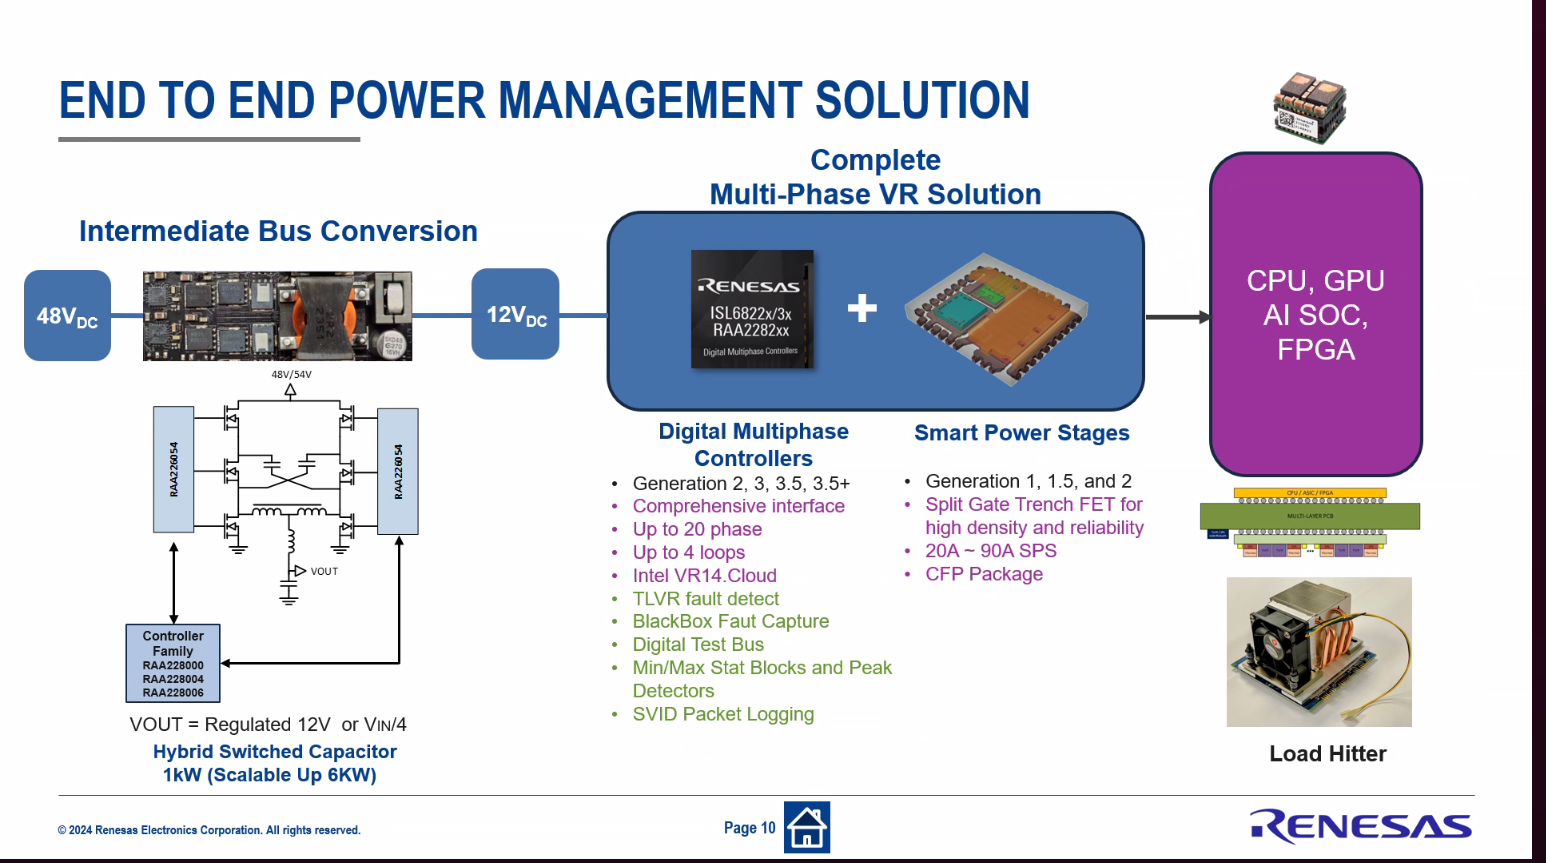 END TO END POWER MANAGEMENT SOLUTION
Complete
Multi-Phase VR Solution
Intermediate Bus Conversion
48VDC
12VDC
RENESAS
ISL6822x/3x
RAA2282xx
Digital Multiphase Controllers
+
CPU, GPU
AI SOC,
FPGA
48V/54V
RAA226054
RAA226054
VOUT
Controller
Family
RAA228000
RAA228004
RAA228006
VOUT = Regulated 12V or VIN/4
Hybrid Switched Capacitor
1kW (Scalable Up 6KW)
Digital Multiphase
Controllers
• Generation 2, 3, 3.5, 3.5+
• Comprehensive interface
• Up to 20 phase
• Up to 4 loops
• Intel VR14.Cloud
• TLVR fault detect
• BlackBox Faut Capture
• Digital Test Bus
• Min/Max Stat Blocks and Peak
Detectors
• SVID Packet Logging
Smart Power Stages
• Generation 1, 1.5, and 2
• Split Gate Trench FET for
high density and reliability
• 20A ~ 90A SPS
• CFP Package
CPU / ASIC / FPGA
MULTI-LAYER PCB
Load Hitter
© 2024 Renesas Electronics Corporation. All rights reserved.
Page 10
RENESAS